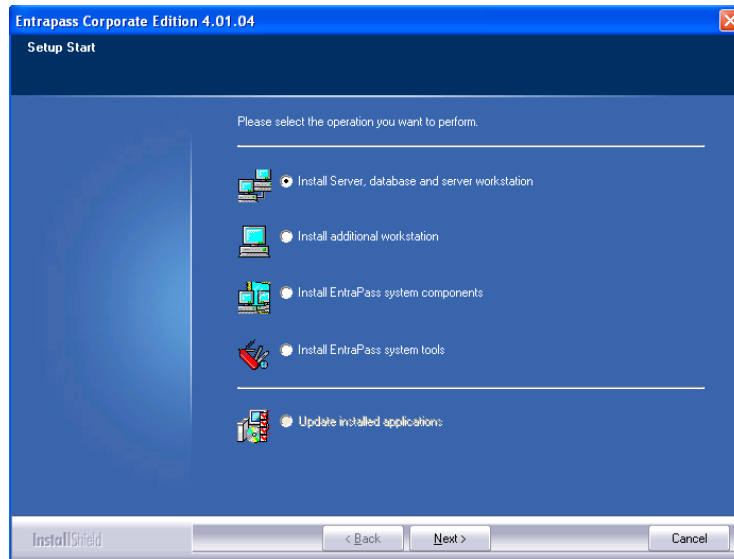 Entrapass Corporate Edition 4.01.04
Setup Start
Please select the operation you want to perform.
Install Server, database and server workstation
Install additional workstation
Install EntraPass system components
Install EntraPass system tools
Update installed applications
InstallShield
< Back
Next >
Cancel